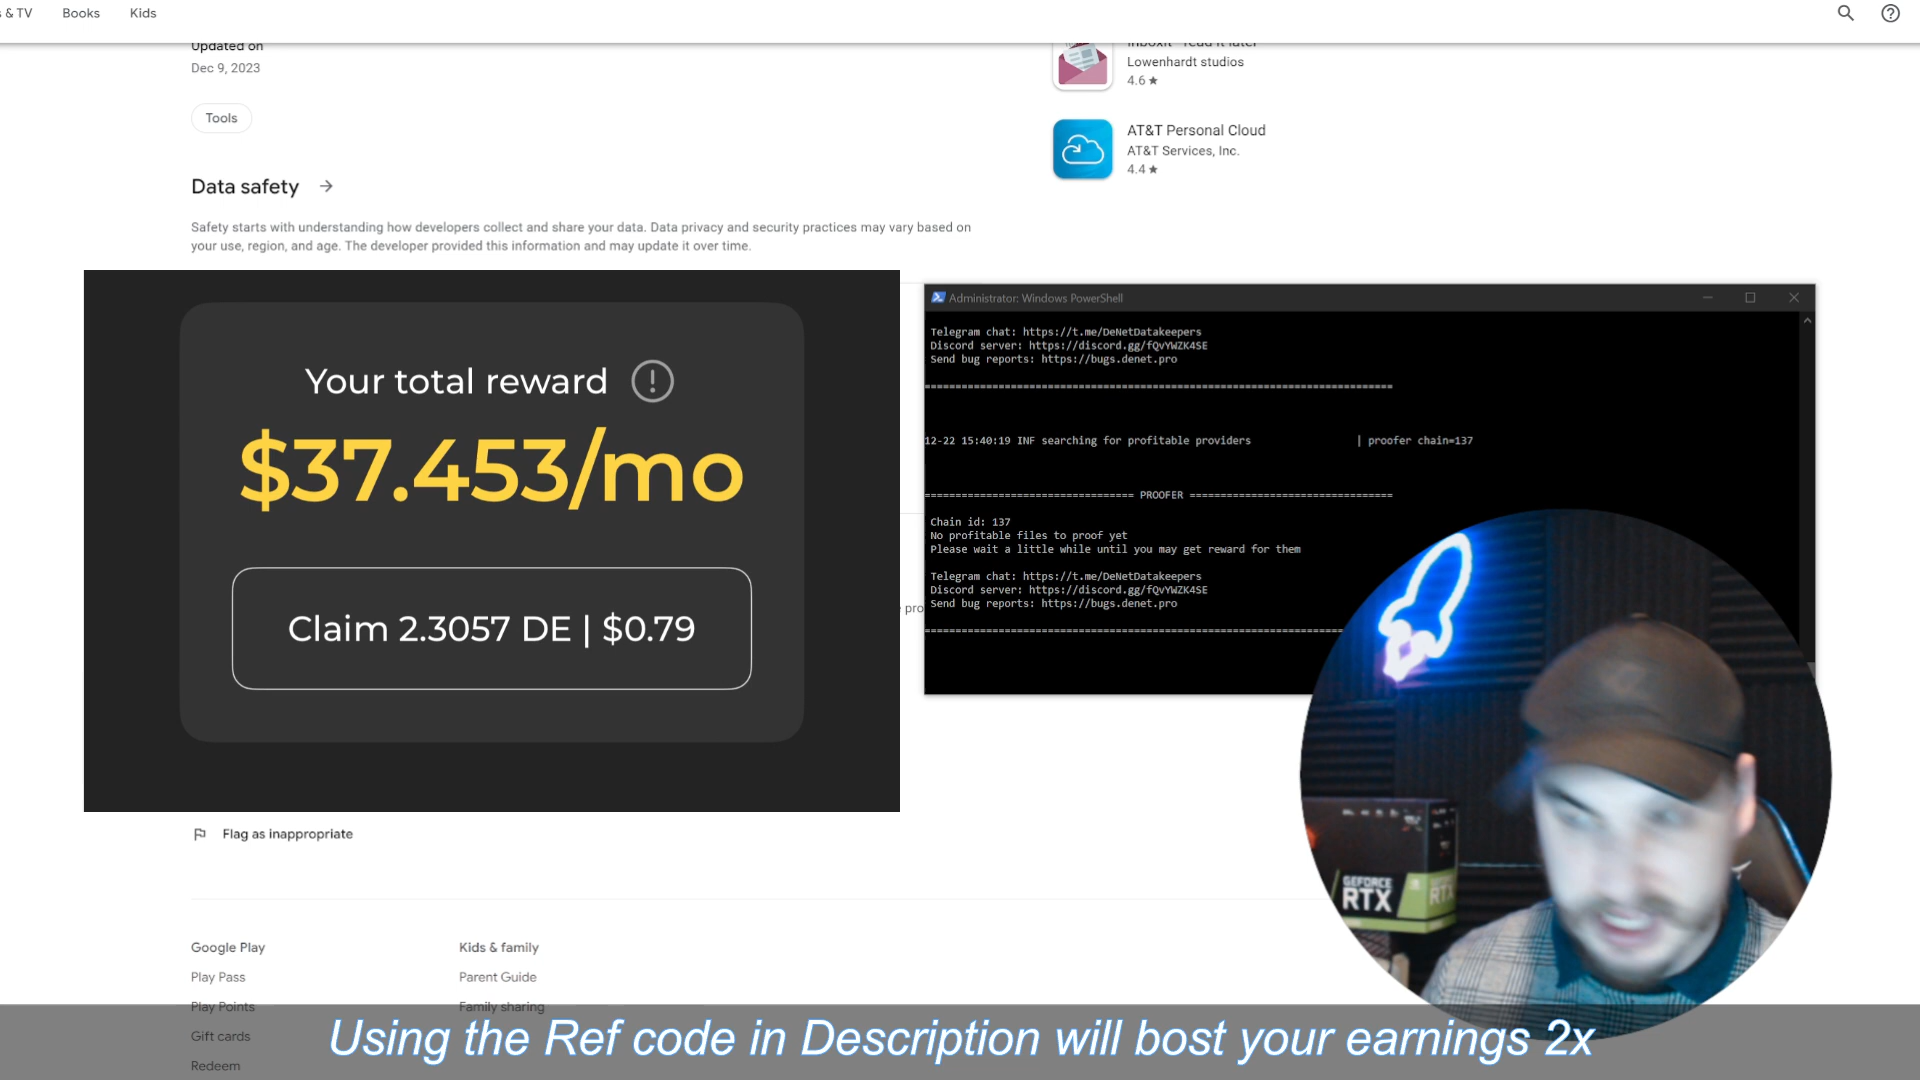 & TV
Books
Kids
Updated on
Dec 9, 2023
Tools
Data safety
Safety starts with understanding how developers collect and share your data. Data privacy and security practices may vary based on
your use, region, and age. The developer provided this information and may update it over time.
Inboxit - read it later
Lowenhardt studios
4.6 ★
AT&T Personal Cloud
AT&T Services, Inc.
4.4 ★
Your total reward
$37.453/mo
Claim 2.3057 DE | $0.79
pro
Administrator: Windows PowerShell
Telegram chat: https://t.me/DeNetDatakeepers
Discord server: https://discord.gg/fQvYWZK4SE
Send bug reports: https://bugs.denet.pro
============================================================================
12-22 15:40:19 INF searching for profitable providers | proofer chain=137
================================== PROOFER =================================
Chain id: 137
No profitable files to proof yet
Please wait a little while until you may get reward for them
Telegram chat: https://t.me/DeNetDatakeepers
Discord server: https://discord.gg/fQvYWZK4SE
Send bug reports: https://bugs.denet.pro
====================================================================
GEFORCE
RTX
RTX
Flag as inappropriate
Google Play
Play Pass
Play Points
Gift cards
Redeem
Kids & family
Parent Guide
Family sharing
Using the Ref code in Description will bost your earnings 2x